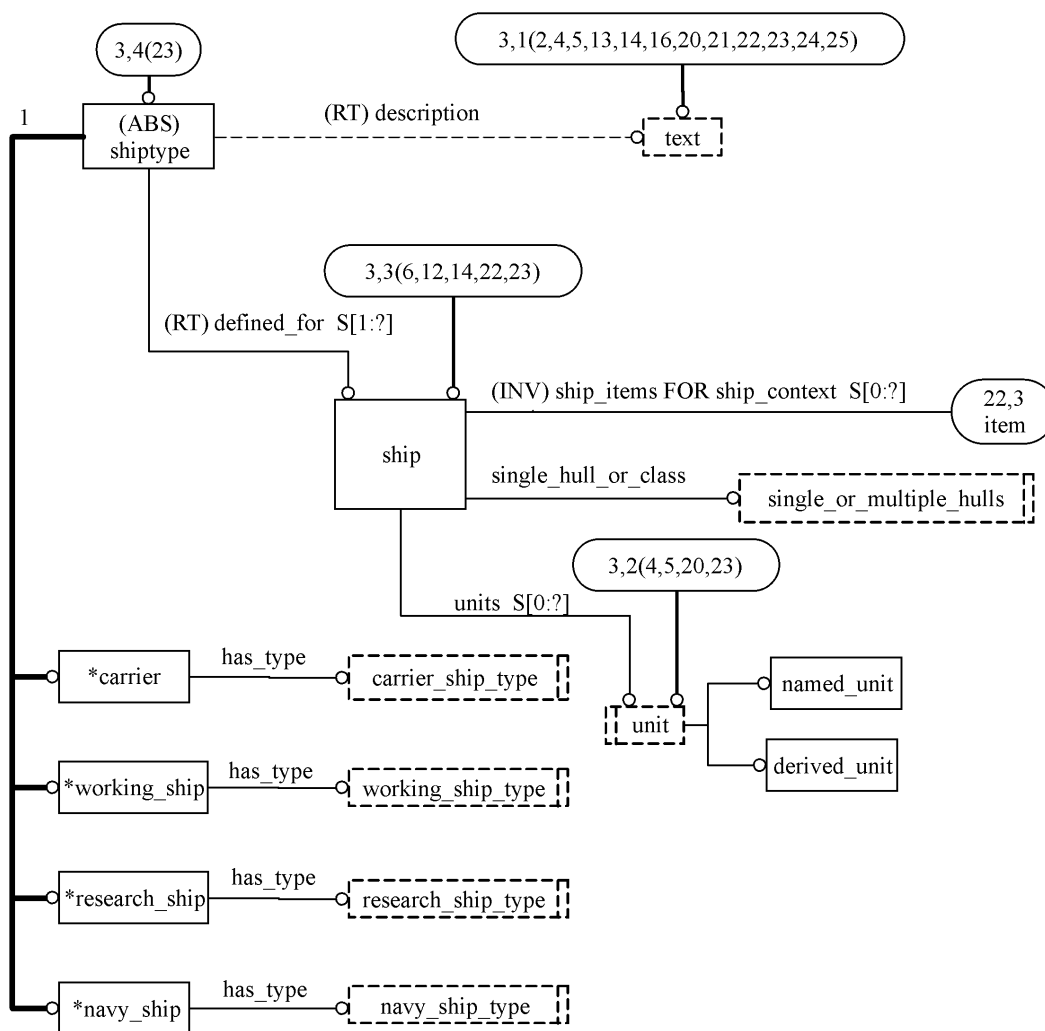 3,4(23)
3,1(2,4,5,13,14,16,20,21,22,23,24,25)
1
(ABS)
shiptype
(RT) description
text
3,3(6,12,14,22,23)
(RT) defined_for S[1:?]
(INV) ship_items FOR ship_context S[0:?]
22,3
item
ship
single_hull_or_class
single_or_multiple_hulls
3,2(4,5,20,23)
units S[0:?]
*carrier
has_type
carrier_ship_type
named_unit
unit
derived_unit
*working_ship
has_type
working_ship_type
*research_ship
has_type
research_ship_type
*navy_ship
has_type
navy_ship_type